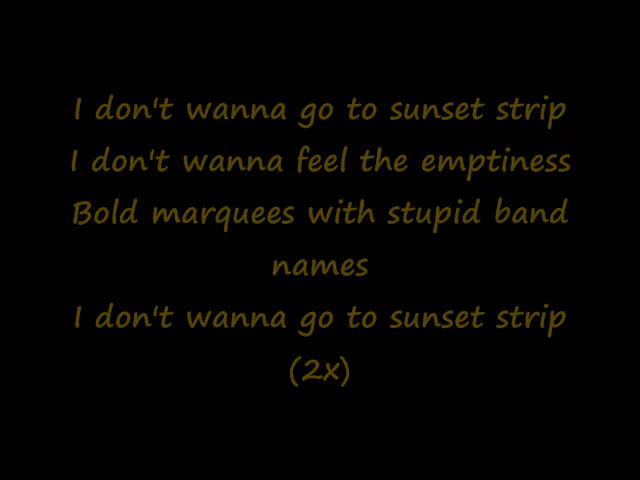 I don't wanna go to sunset strip
I don't wanna feel the emptiness
Bold marquees with stupid band
names
I don't wanna go to sunset strip
(2x)